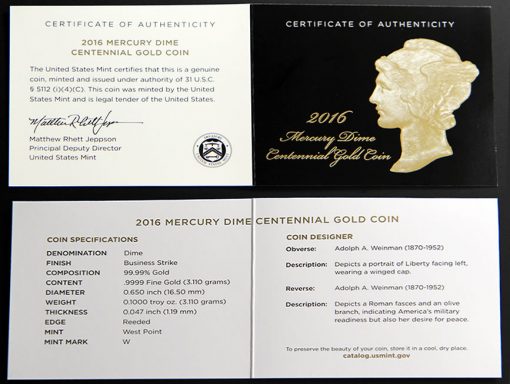 CERTIFICATE OF AUTHENTICITY
2016 MERCURY DIME
CENTENNIAL GOLD COIN
The United States Mint certifies that this is a genuine
coin, minted and issued under authority of 31 U.S.C.
§ 5112 (i)(4)(C). This coin was minted by the United
States Mint and is legal tender of the United States.
Matthew Rhett Jeppson
Matthew Rhett Jeppson
Principal Deputy Director
United States Mint
CERTIFICATE OF AUTHENTICITY
2016
Mercury Dime
Centennial Gold Coin
2016 MERCURY DIME CENTENNIAL GOLD COIN
COIN SPECIFICATIONS
DENOMINATION Dime
FINISH Business Strike
COMPOSITION 99.99% Gold
CONTENT .9999 Fine Gold (3.110 grams)
DIAMETER 0.650 inch (16.50 mm)
WEIGHT 0.1000 troy oz. (3.110 grams)
THICKNESS 0.047 inch (1.19 mm)
EDGE Reeded
MINT West Point
MINT MARK W
COIN DESIGNER
Obverse: Adolph A. Weinman (1870-1952)
Description: Depicts a portrait of Liberty facing left,
wearing a winged cap.
Reverse: Adolph A. Weinman (1870-1952)
Description: Depicts a Roman fasces and an olive
branch, indicating America's military
readiness but also her desire for peace.
To preserve the beauty of your coin, store it in a cool, dry place.
catalog.usmint.gov